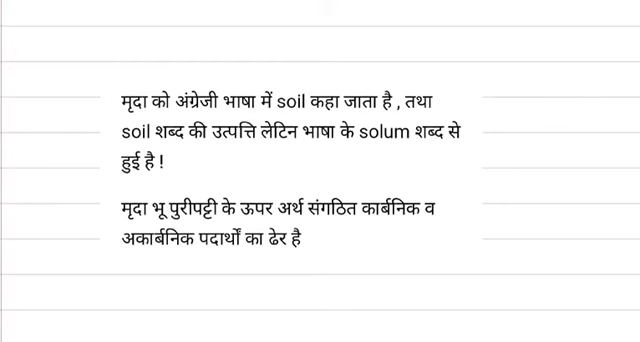 मृदा को अंग्रेजी भाषा में soil कहा जाता है , तथा
soil शब्द की उत्पत्ति लेटिन भाषा के solum शब्द से
हुई है !
मृदा भू पुरीपट्टी के ऊपर अर्थ संगठित कार्बनिक व
अकार्बनिक पदार्थों का ढेर है